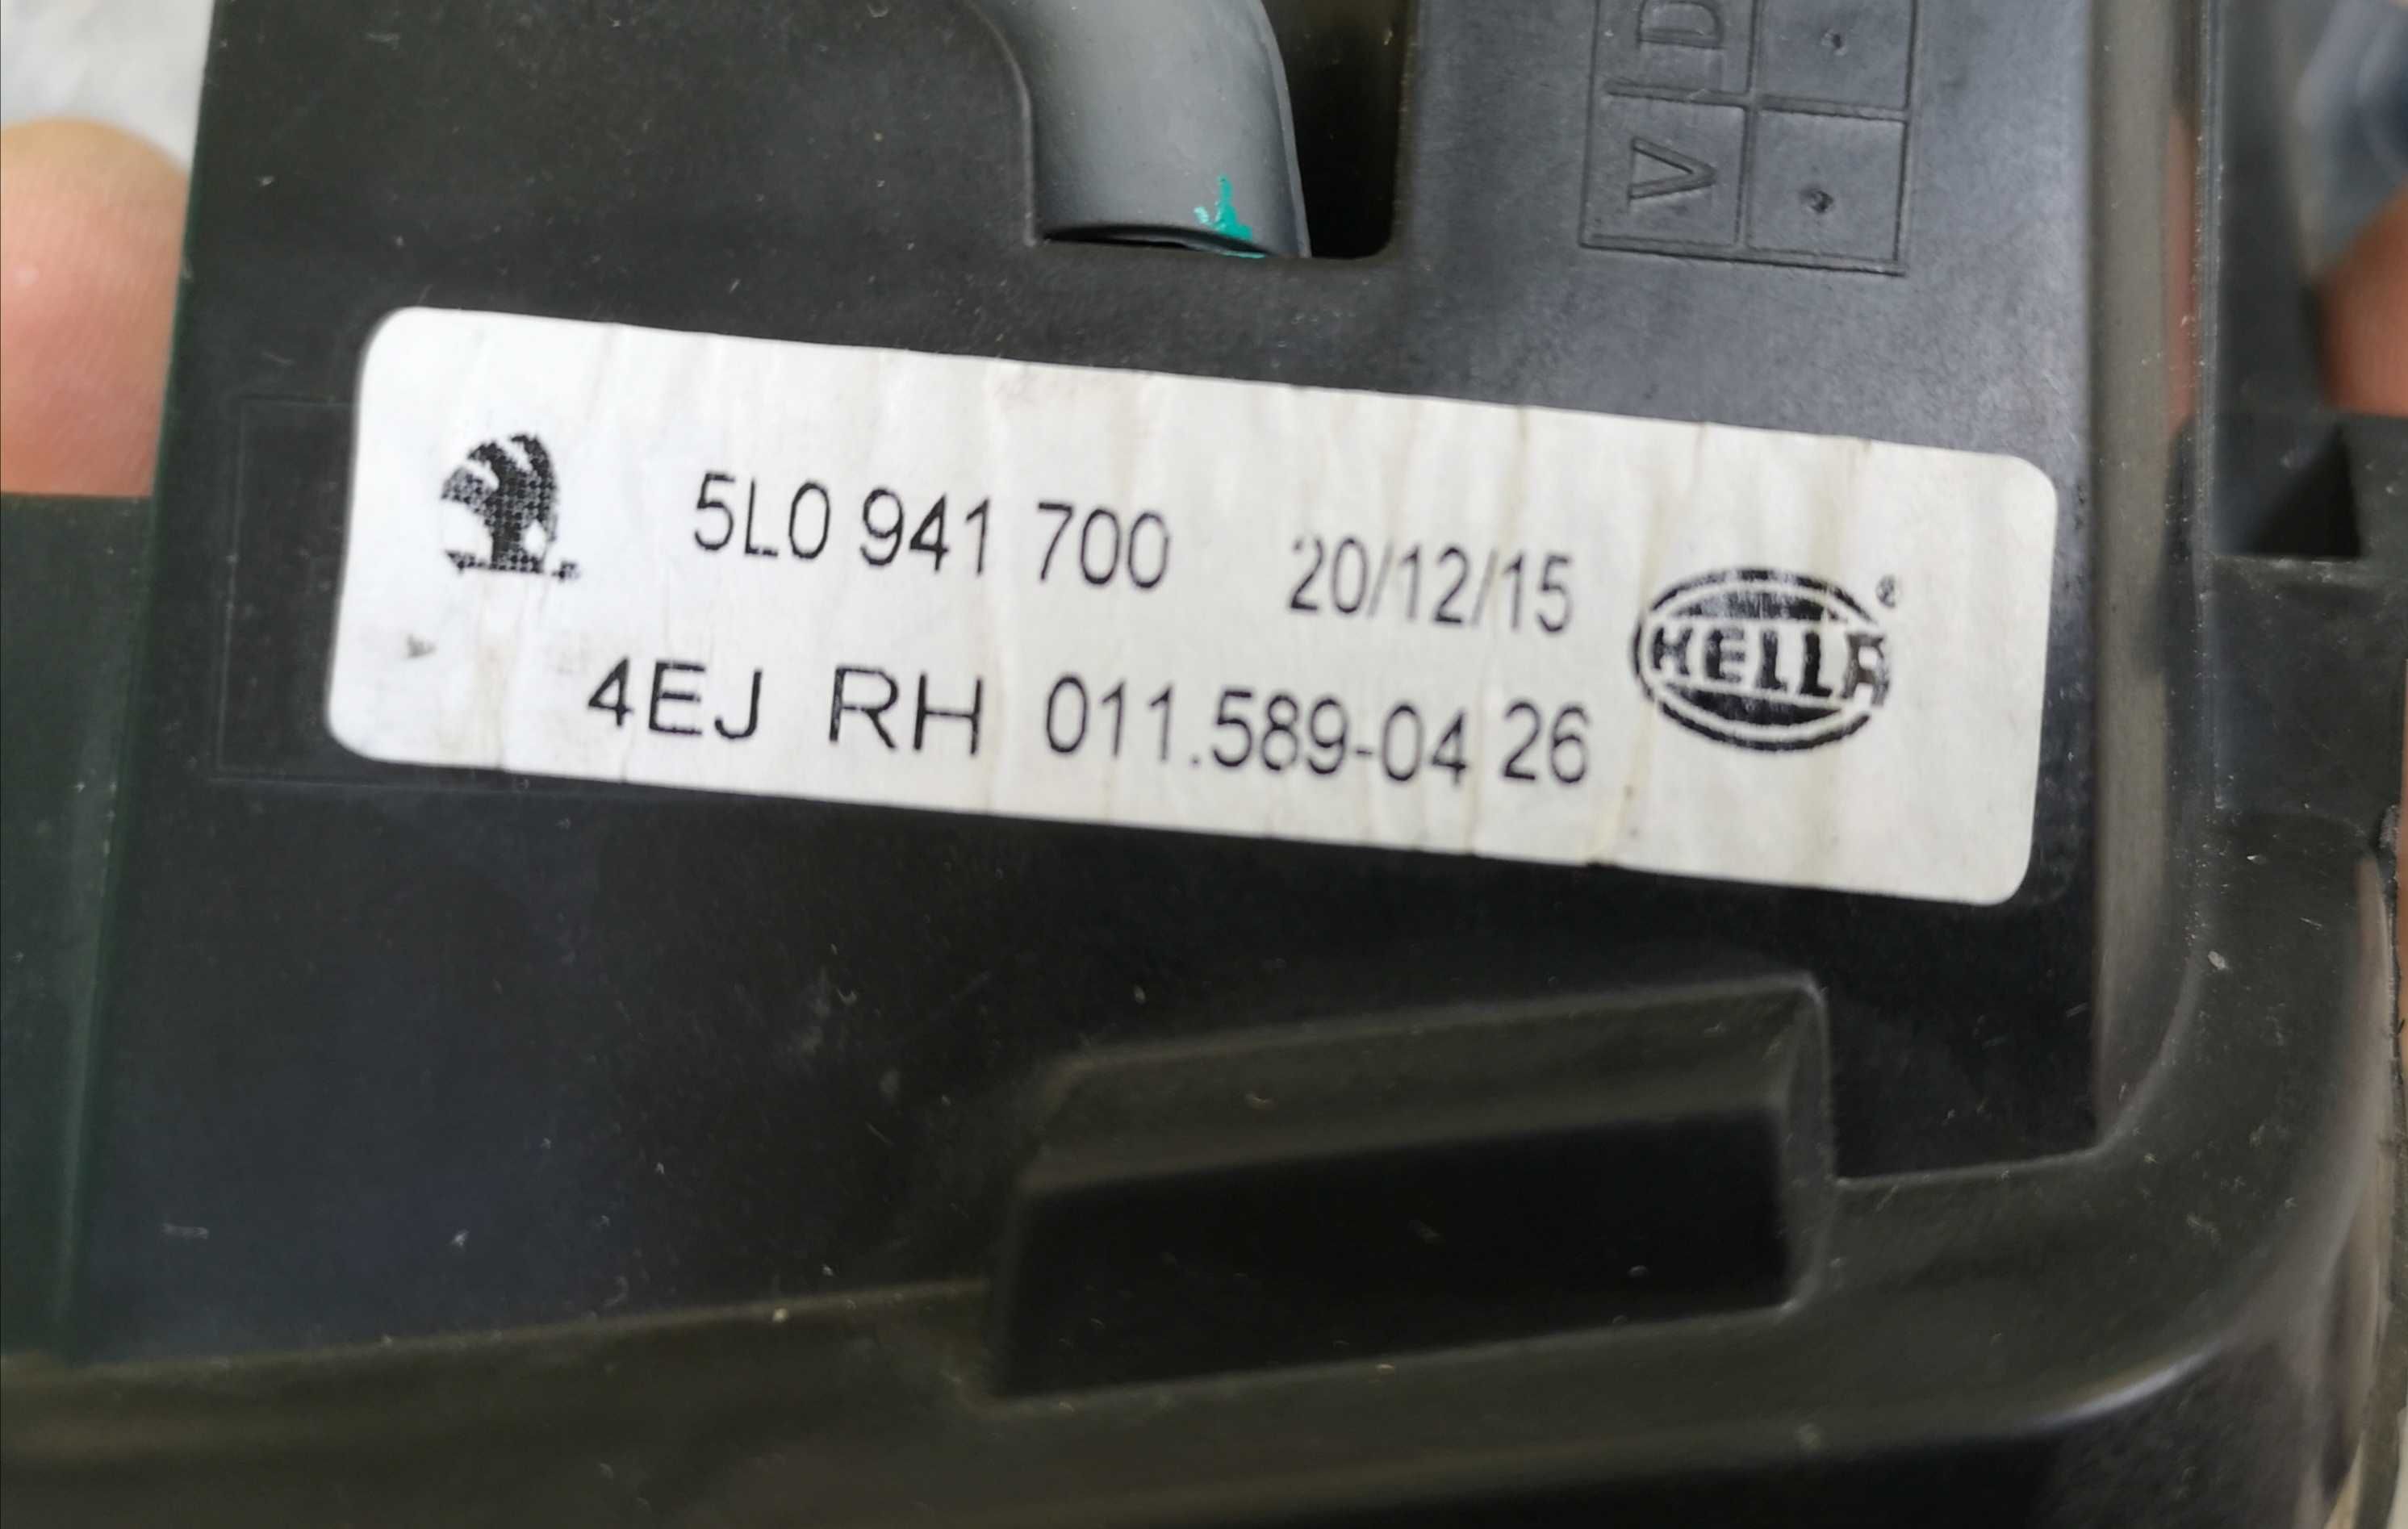 V D
5L0 941 700 20/12/15
4EJ RH 011.589-04 26
HELLA®